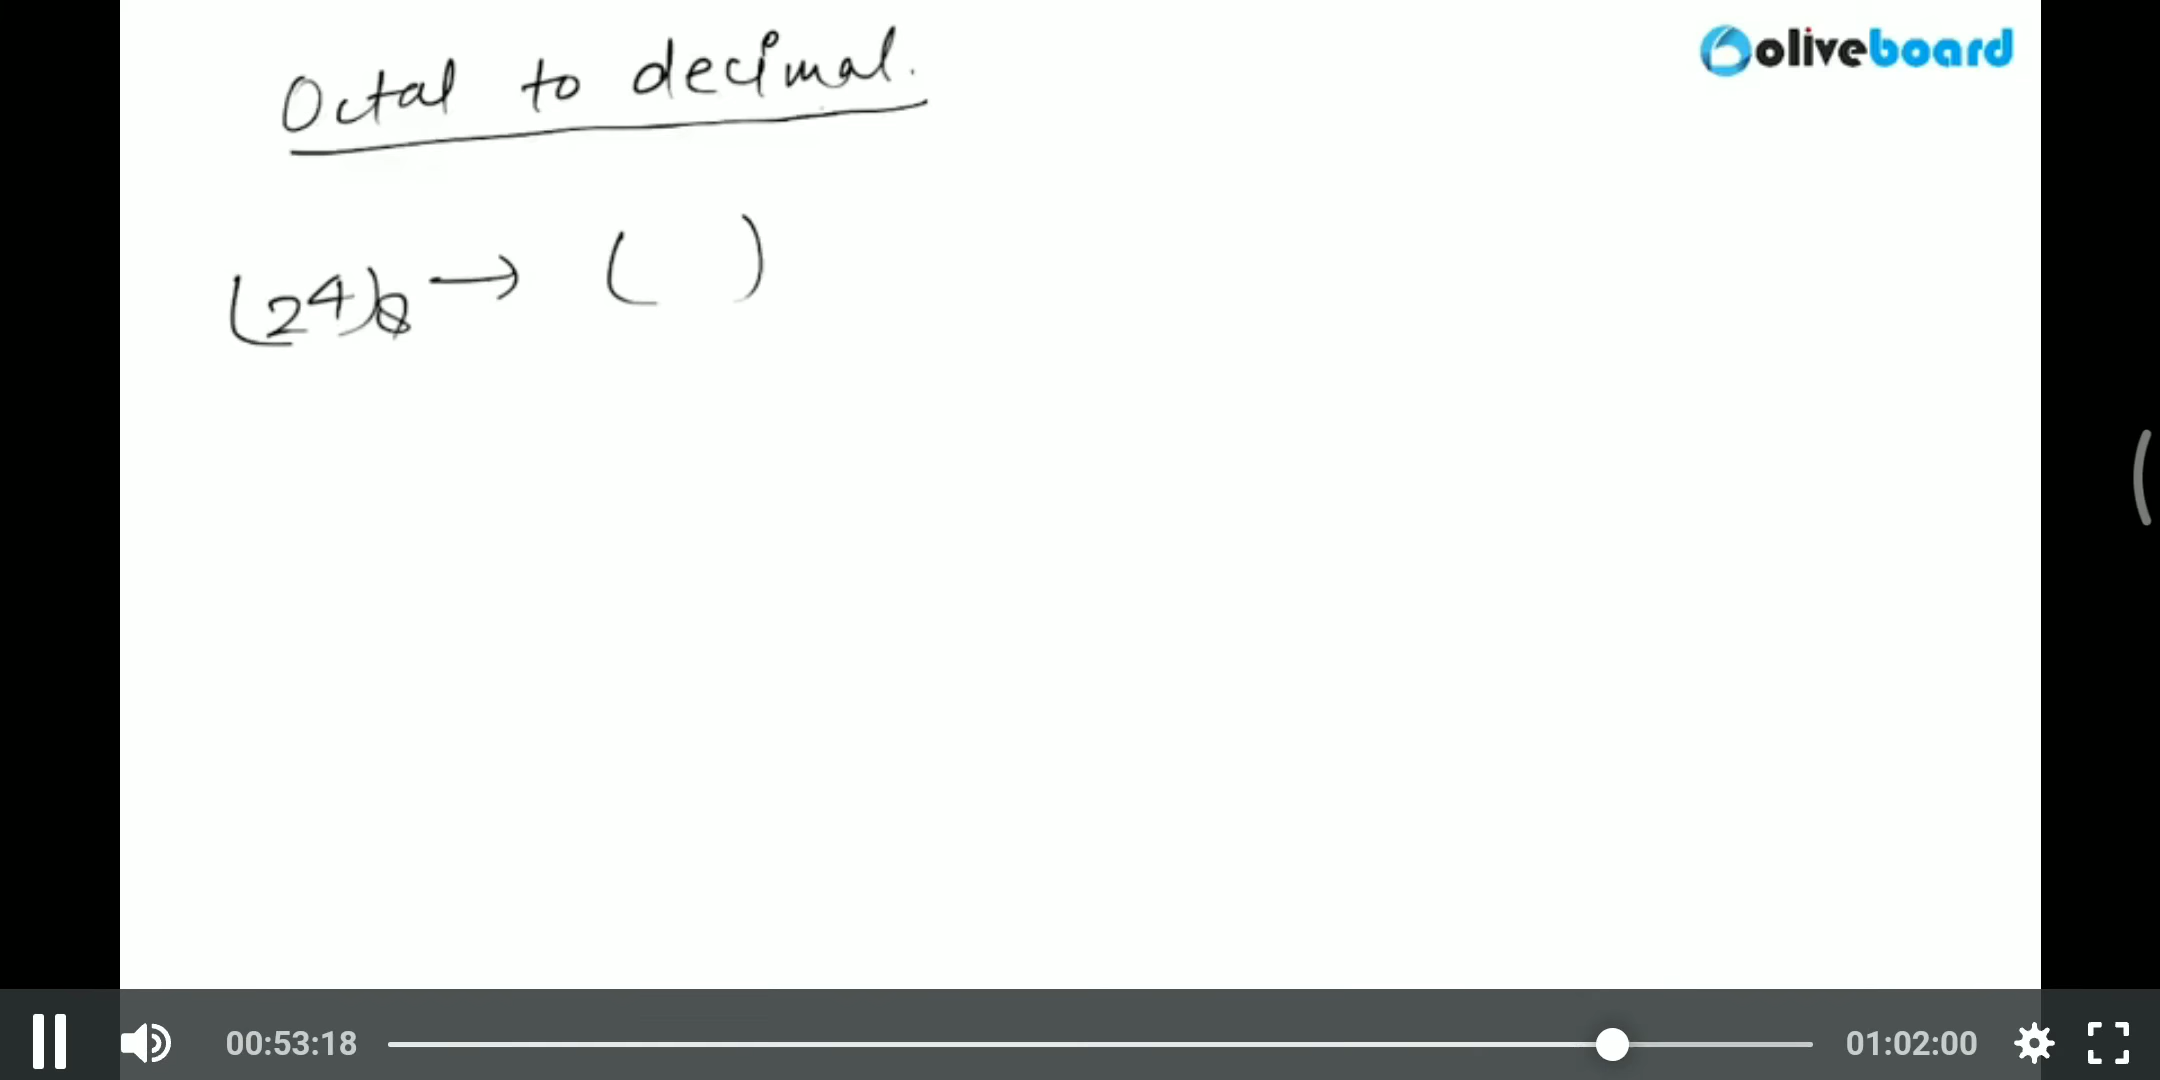 Octal to decimal.
oliveboard
(24)8 → ( )
00:53:18
01:02:00